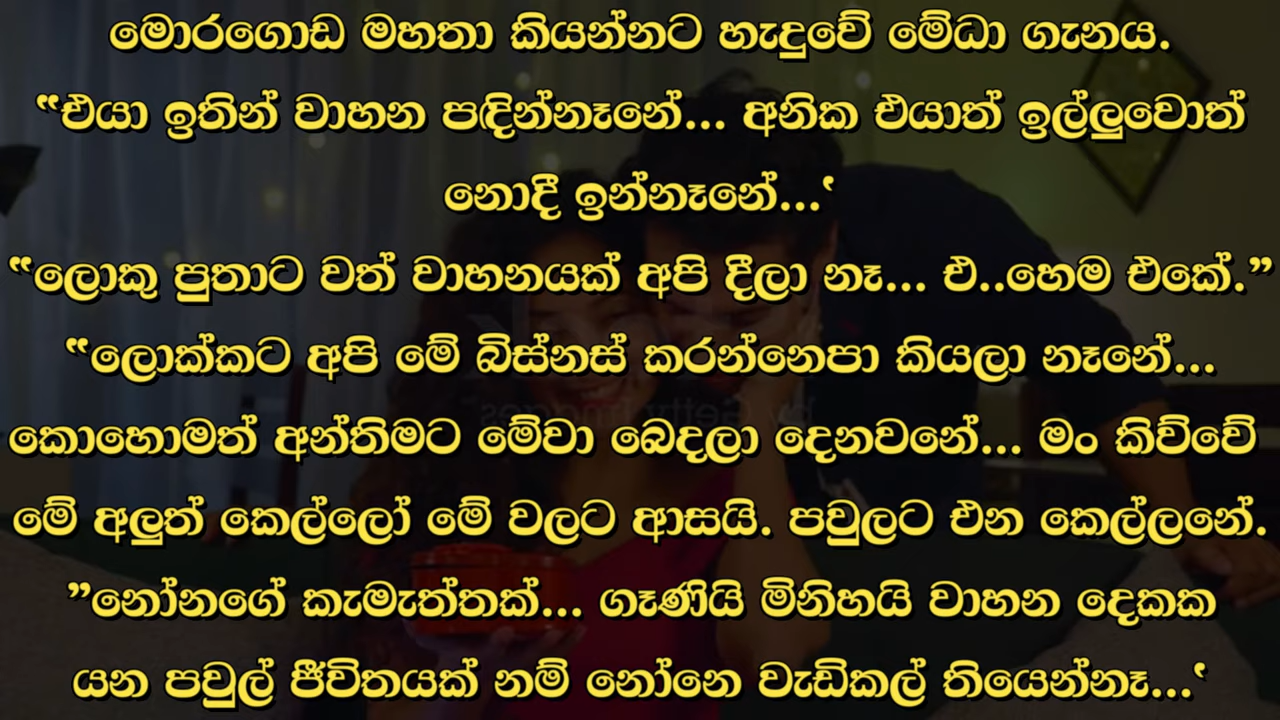 මොරගොඩ මහතා කියන්නට හැදුවේ මේධා ගැනය.
“එයා ඉතින් වාහන පඳින්නෑනේ... අනික එයාත් ඉල්ලුවොත්
නොදී ඉන්නෑනේ...‘
“ලොකු පුතාට වත් වාහනයක් අපි දීලා නෑ... එ..හෙම එකේ.”
“ලොක්කට අපි මේ බිස්නස් කරන්නෙපා කියලා නෑනේ...
කොහොමත් අන්තිමට මේවා බෙදලා දෙනවනේ... මං කිව්වේ
මේ අලුත් කෙල්ලෝ මේ වලට ආසයි. පවුලට එන කෙල්ලනේ.
”නෝනගේ කැමැත්තක්... ගෑණියි මිනිහයි වාහන දෙකක
යන පවුල් ජීවිතයක් නම් නෝනෙ වැඩිකල් තියෙන්නෑ...‘